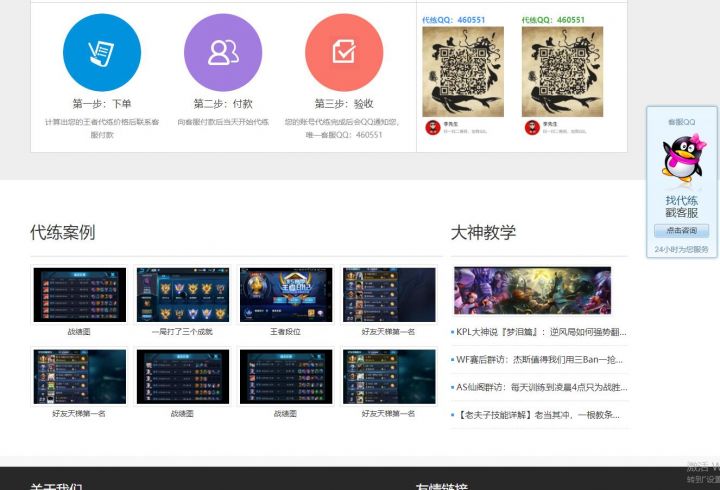 代练QQ：460551
代练QQ：460551
第一步：下单
第二步：付款
第三步：验收
计算出您的王者代练价格后联系客
服付款
向客服付款后当天开始代练
您的账号代练完成后会QQ通知您，
唯一客服QQ：460551
李先生
李先生
客服QQ
找代练
戳客服
点击咨询
24小时为您服务
代练案例
大神教学
战绩图
一局打了三个成就
王者段位
好友天梯第一名
好友天梯第一名
战绩图
战绩图
好友天梯第一名
KPL大神说『梦泪篇』：逆风局如何强势翻...
WF赛后群访：杰斯值得我们用三Ban一抢...
AS仙阁群访：每天训练到凌晨4点只为战胜...
【老夫子技能详解】老当其冲，一根教条...
关于我们
友情链接
激活 W
转到"设置